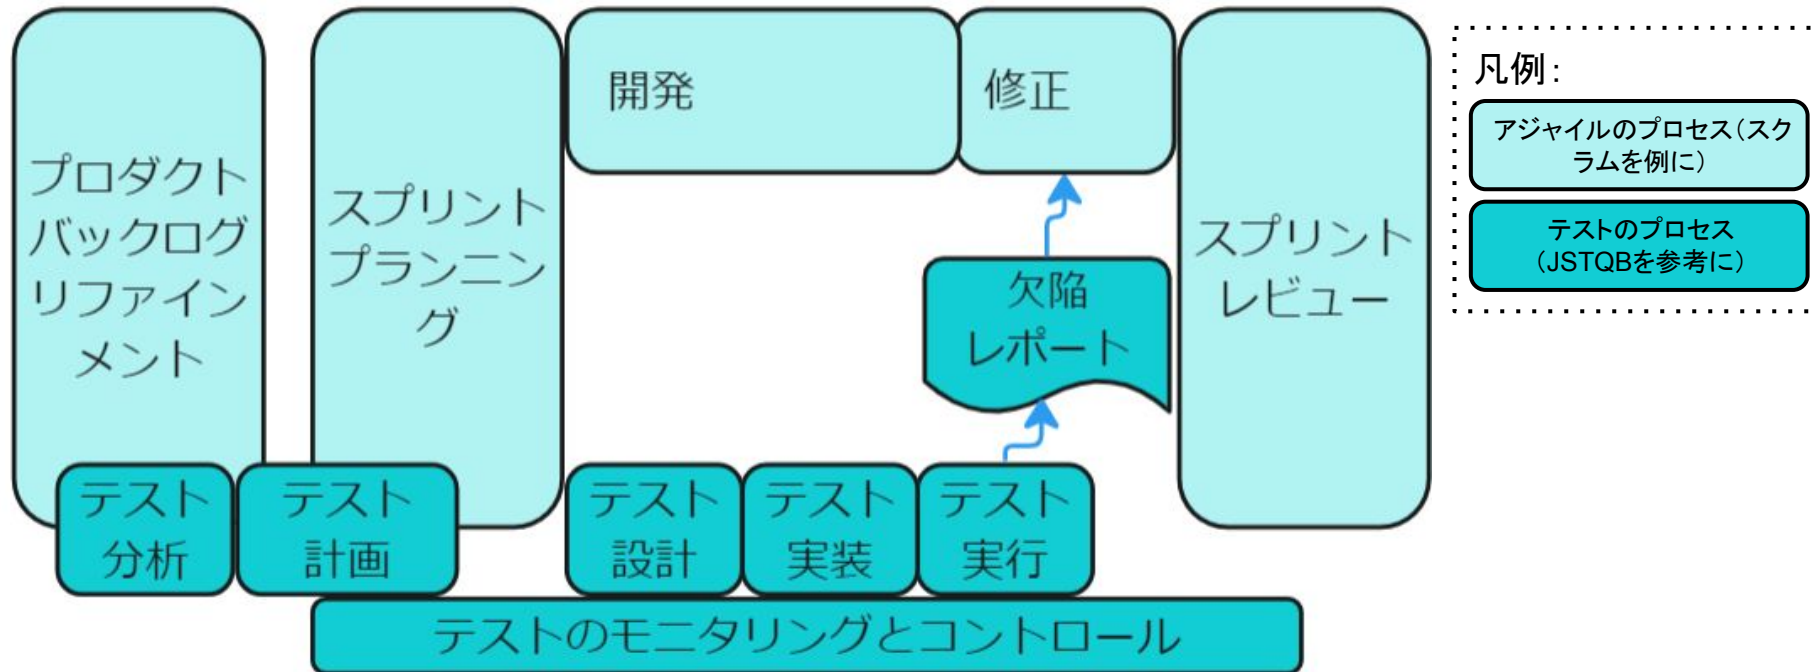 プロダクト
バックログ
リファイン
メント
スプリント
プランニン
グ
開発
修正
欠陥
レポート
スプリント
レビュー
テスト
分析
テスト
計画
テスト
設計
テスト
実装
テスト
実行
テストのモニタリングとコントロール
凡例:
アジャイルのプロセス(スク
ラムを例に)
テストのプロセス
(JSTQBを参考に)